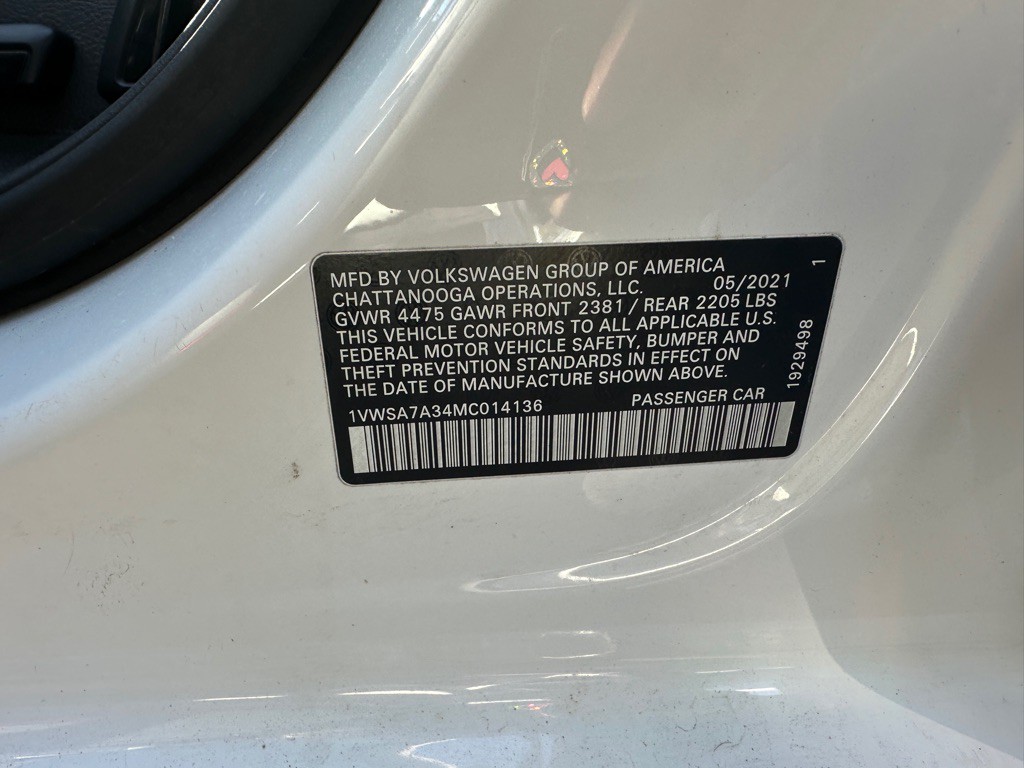 MFD BY VOLKSWAGEN GROUP OF AMERICA
CHATTANOOGA OPERATIONS, LLC. 05/2021
GVWR 4475 GAWR FRONT 2381 / REAR 2205 LBS
THIS VEHICLE CONFORMS TO ALL APPLICABLE U.S.
FEDERAL MOTOR VEHICLE SAFETY, BUMPER AND
THEFT PREVENTION STANDARDS IN EFFECT ON
THE DATE OF MANUFACTURE SHOWN ABOVE.
1VWSA7A34MC014136 PASSENGER CAR
1929498 1